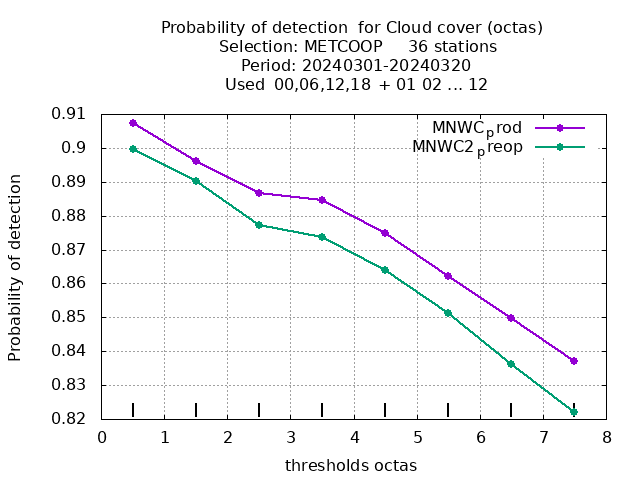 Probability of detection  for Cloud cover (octas)
Selection: METCOOP     36 stations
Period: 20240301-20240320
Used  00,06,12,18 + 01 02 ... 12
MNWCprod
MNWC2preop
Probability of detection
0.91
0.9
0.89
0.88
0.87
0.86
0.85
0.84
0.83
0.82
0 1 2 3 4 5 6 7 8
thresholds octas